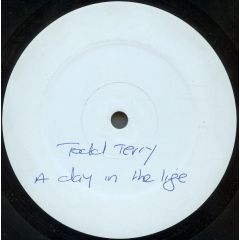 Todd Terry
A day in the life